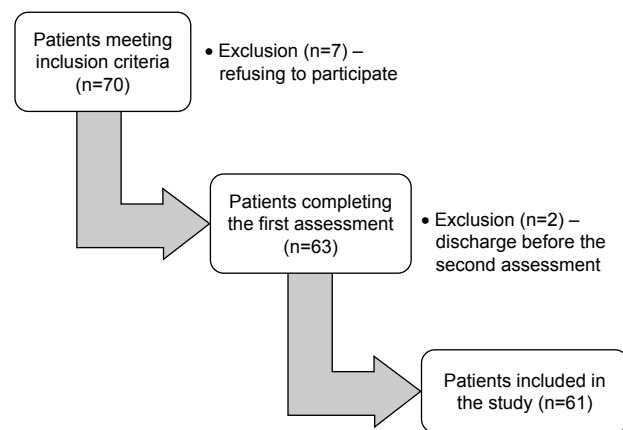 Patients meeting
inclusion criteria
(n=70)
• Exclusion (n=7) –
refusing to participate
Patients completing
the first assessment
(n=63)
• Exclusion (n=2) –
discharge before the
second assessment
Patients included in
the study (n=61)